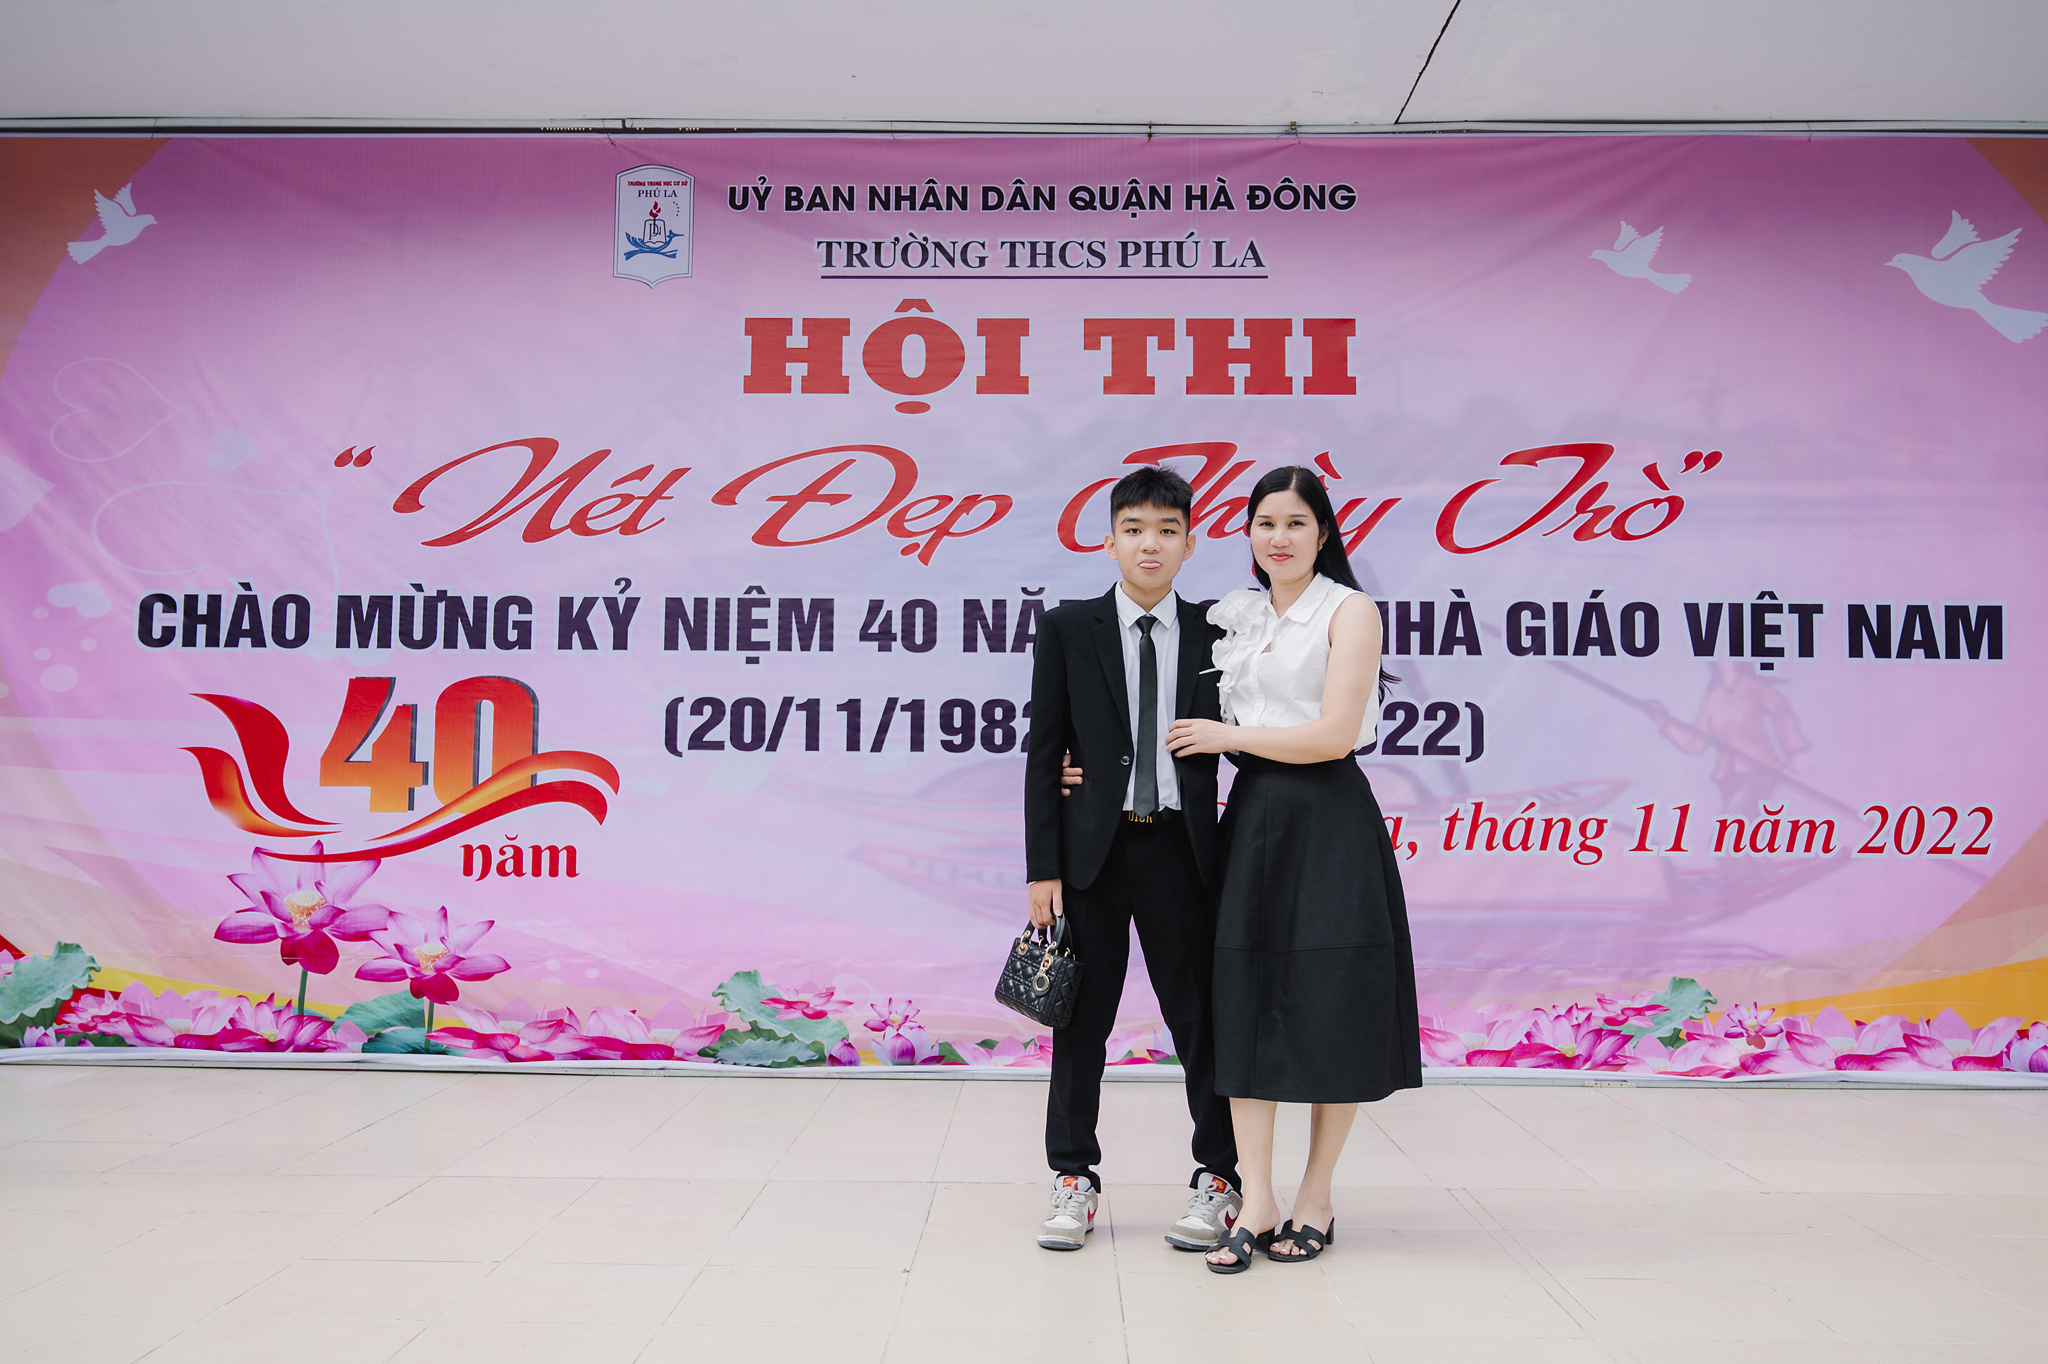 TRƯỜNG TRUNG HỌC CƠ SỞ
PHÚ LA
UỶ BAN NHÂN DÂN QUẬN HÀ ĐÔNG
TRƯỜNG THCS PHÚ LA
HỘI THI
“Nét Đẹp Thầy Trò”
CHÀO MỪNG KỶ NIỆM 40 NĂM NHÀ GIÁO VIỆT NAM
(20/11/1982 022)
40
năm
a, tháng 11 năm 2022